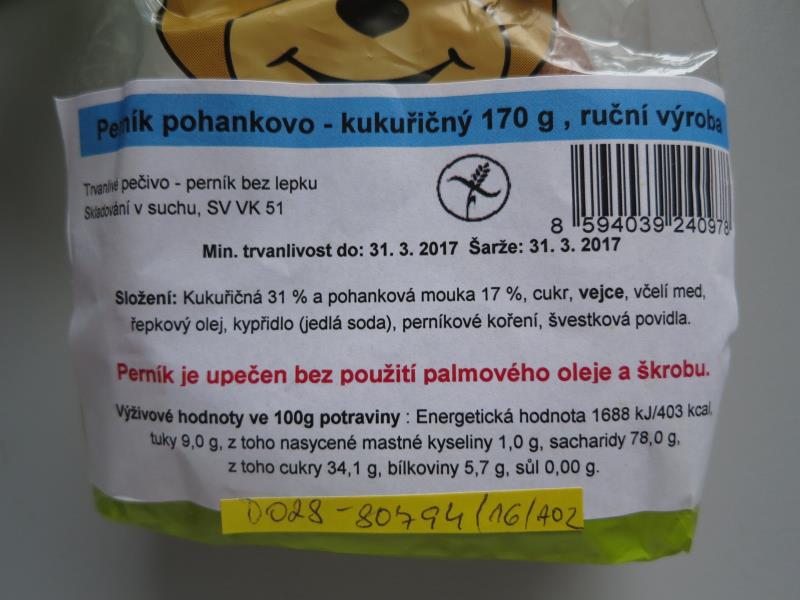 Perník pohankovo - kukuřičný 170 g , ruční výroba
Trvanlivé pečivo - perník bez lepku
Skladování v suchu, SV VK 51
8 594039 240978
Min. trvanlivost do: 31. 3. 2017 Šarže: 31. 3. 2017
Složení: Kukuřičná 31 % a pohanková mouka 17 %, cukr, vejce, včelí med,
řepkový olej, kypřidlo (jedlá soda), perníkové koření, švestková povidla.
Perník je upečen bez použití palmového oleje a škrobu.
Výživové hodnoty ve 100g potraviny : Energetická hodnota 1688 kJ/403 kcal,
tuky 9,0 g, z toho nasycené mastné kyseliny 1,0 g, sacharidy 78,0 g,
z toho cukry 34,1 g, bílkoviny 5,7 g, sůl 0,00 g.
D028-80794/16/A02